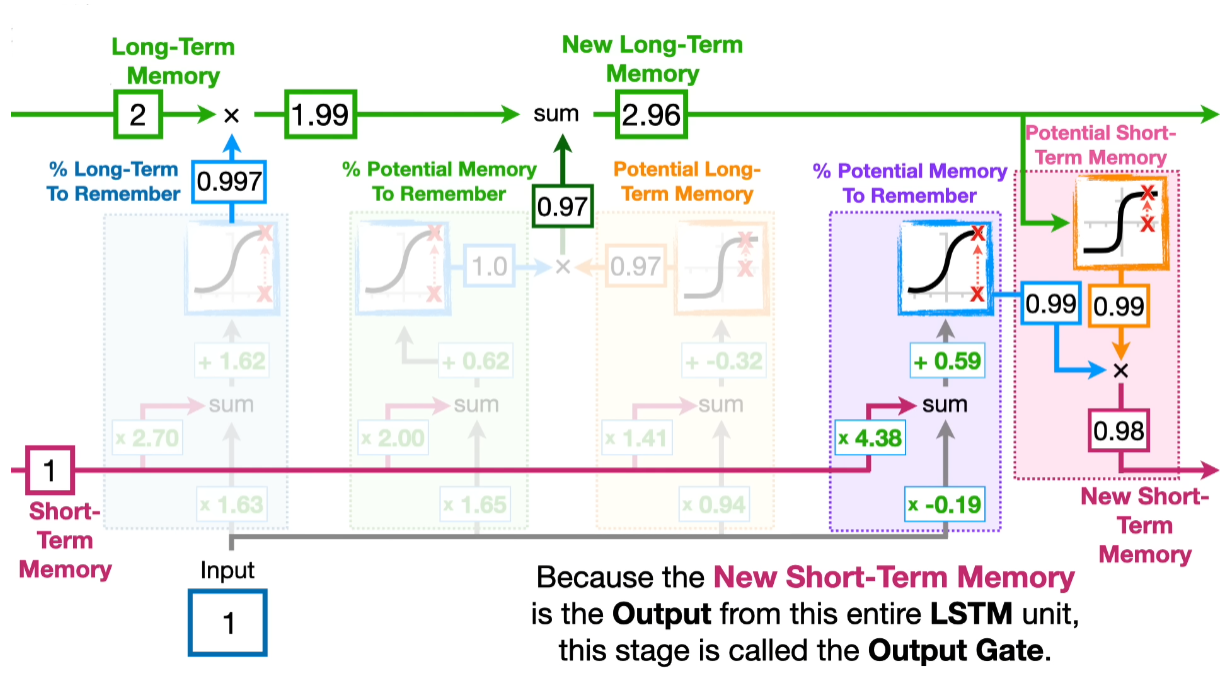 Long-Term
Memory
New Long-Term
Memory
2
×
1.99
sum
2.96
Potential Short-
Term Memory
% Long-Term
To Remember
0.997
% Potential Memory
To Remember
0.97
Potential Long-
Term Memory
% Potential Memory
To Remember
X
X
X
X
1.0
×
0.97
X
X
X
X
X
X
0.99
0.99
×
+ 1.62
+ 0.62
+ -0.32
+ 0.59
sum
sum
sum
sum
x 2.70
x 2.00
x 1.41
x 4.38
0.98
1
x 1.63
x 1.65
x 0.94
x -0.19
Short-
Term
Memory
New Short-
Term
Memory
Input
1
Because the New Short-Term Memory
is the Output from this entire LSTM unit,
this stage is called the Output Gate.